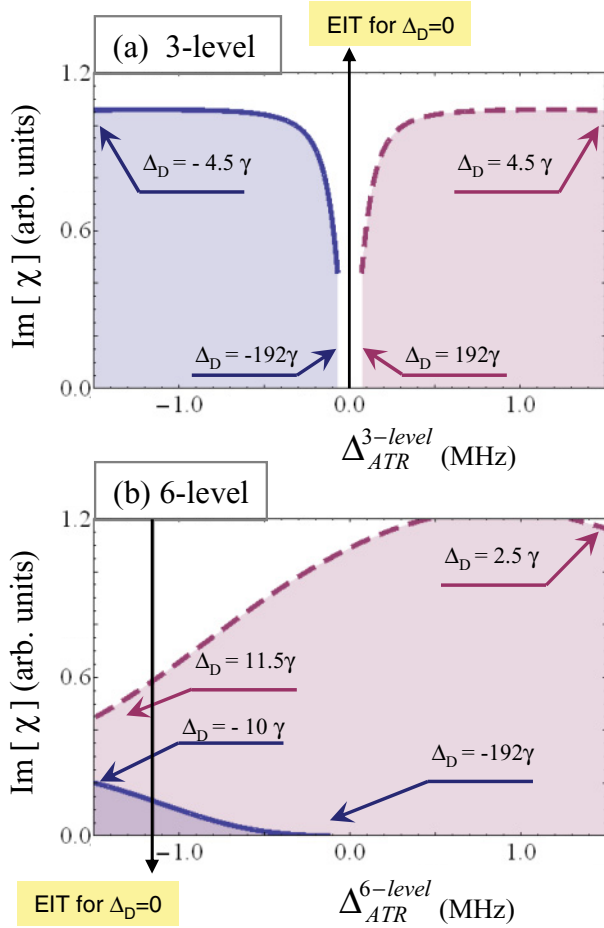 EIT for Δ_D=0
(a) 3-level
1.2
Δ_D = - 4.5 γ
Δ_D = 4.5 γ
0.6
Im [ χ ] (arb. units)
Δ_D = -192γ
Δ_D = 192γ
0.0
-1.0
0.0
1.0
Δ_ATR^3-level (MHz)
(b) 6-level
1.2
Δ_D = 2.5 γ
Im [ χ ] (arb. units)
0.6
Δ_D = 11.5γ
Δ_D = - 10 γ
Δ_D = -192γ
0.0
-1.0
0.0
1.0
EIT for Δ_D=0
Δ_ATR^6-level (MHz)